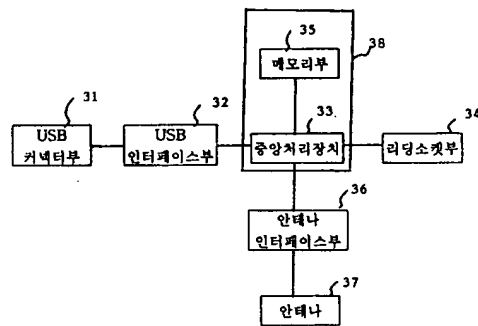 35
38
메모리부
31
32
33
34
USB
커넥터부
USB
인터페이스부
중앙처리장치
리딩소켓부
36
안테나
인터페이스부
37
안테나